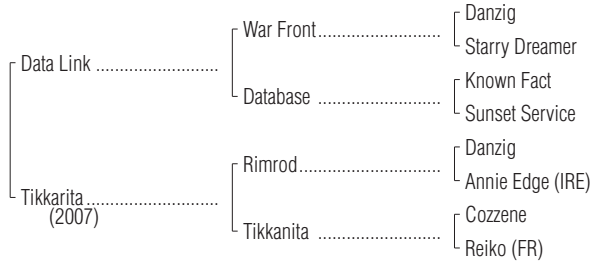 Danzig
War Front
Starry Dreamer
Data Link
Known Fact
Database
Sunset Service
Danzig
Rimrod
Annie Edge (IRE)
Tikkarita
(2007)
Cozzene
Tikkanita
Reiko (FR)